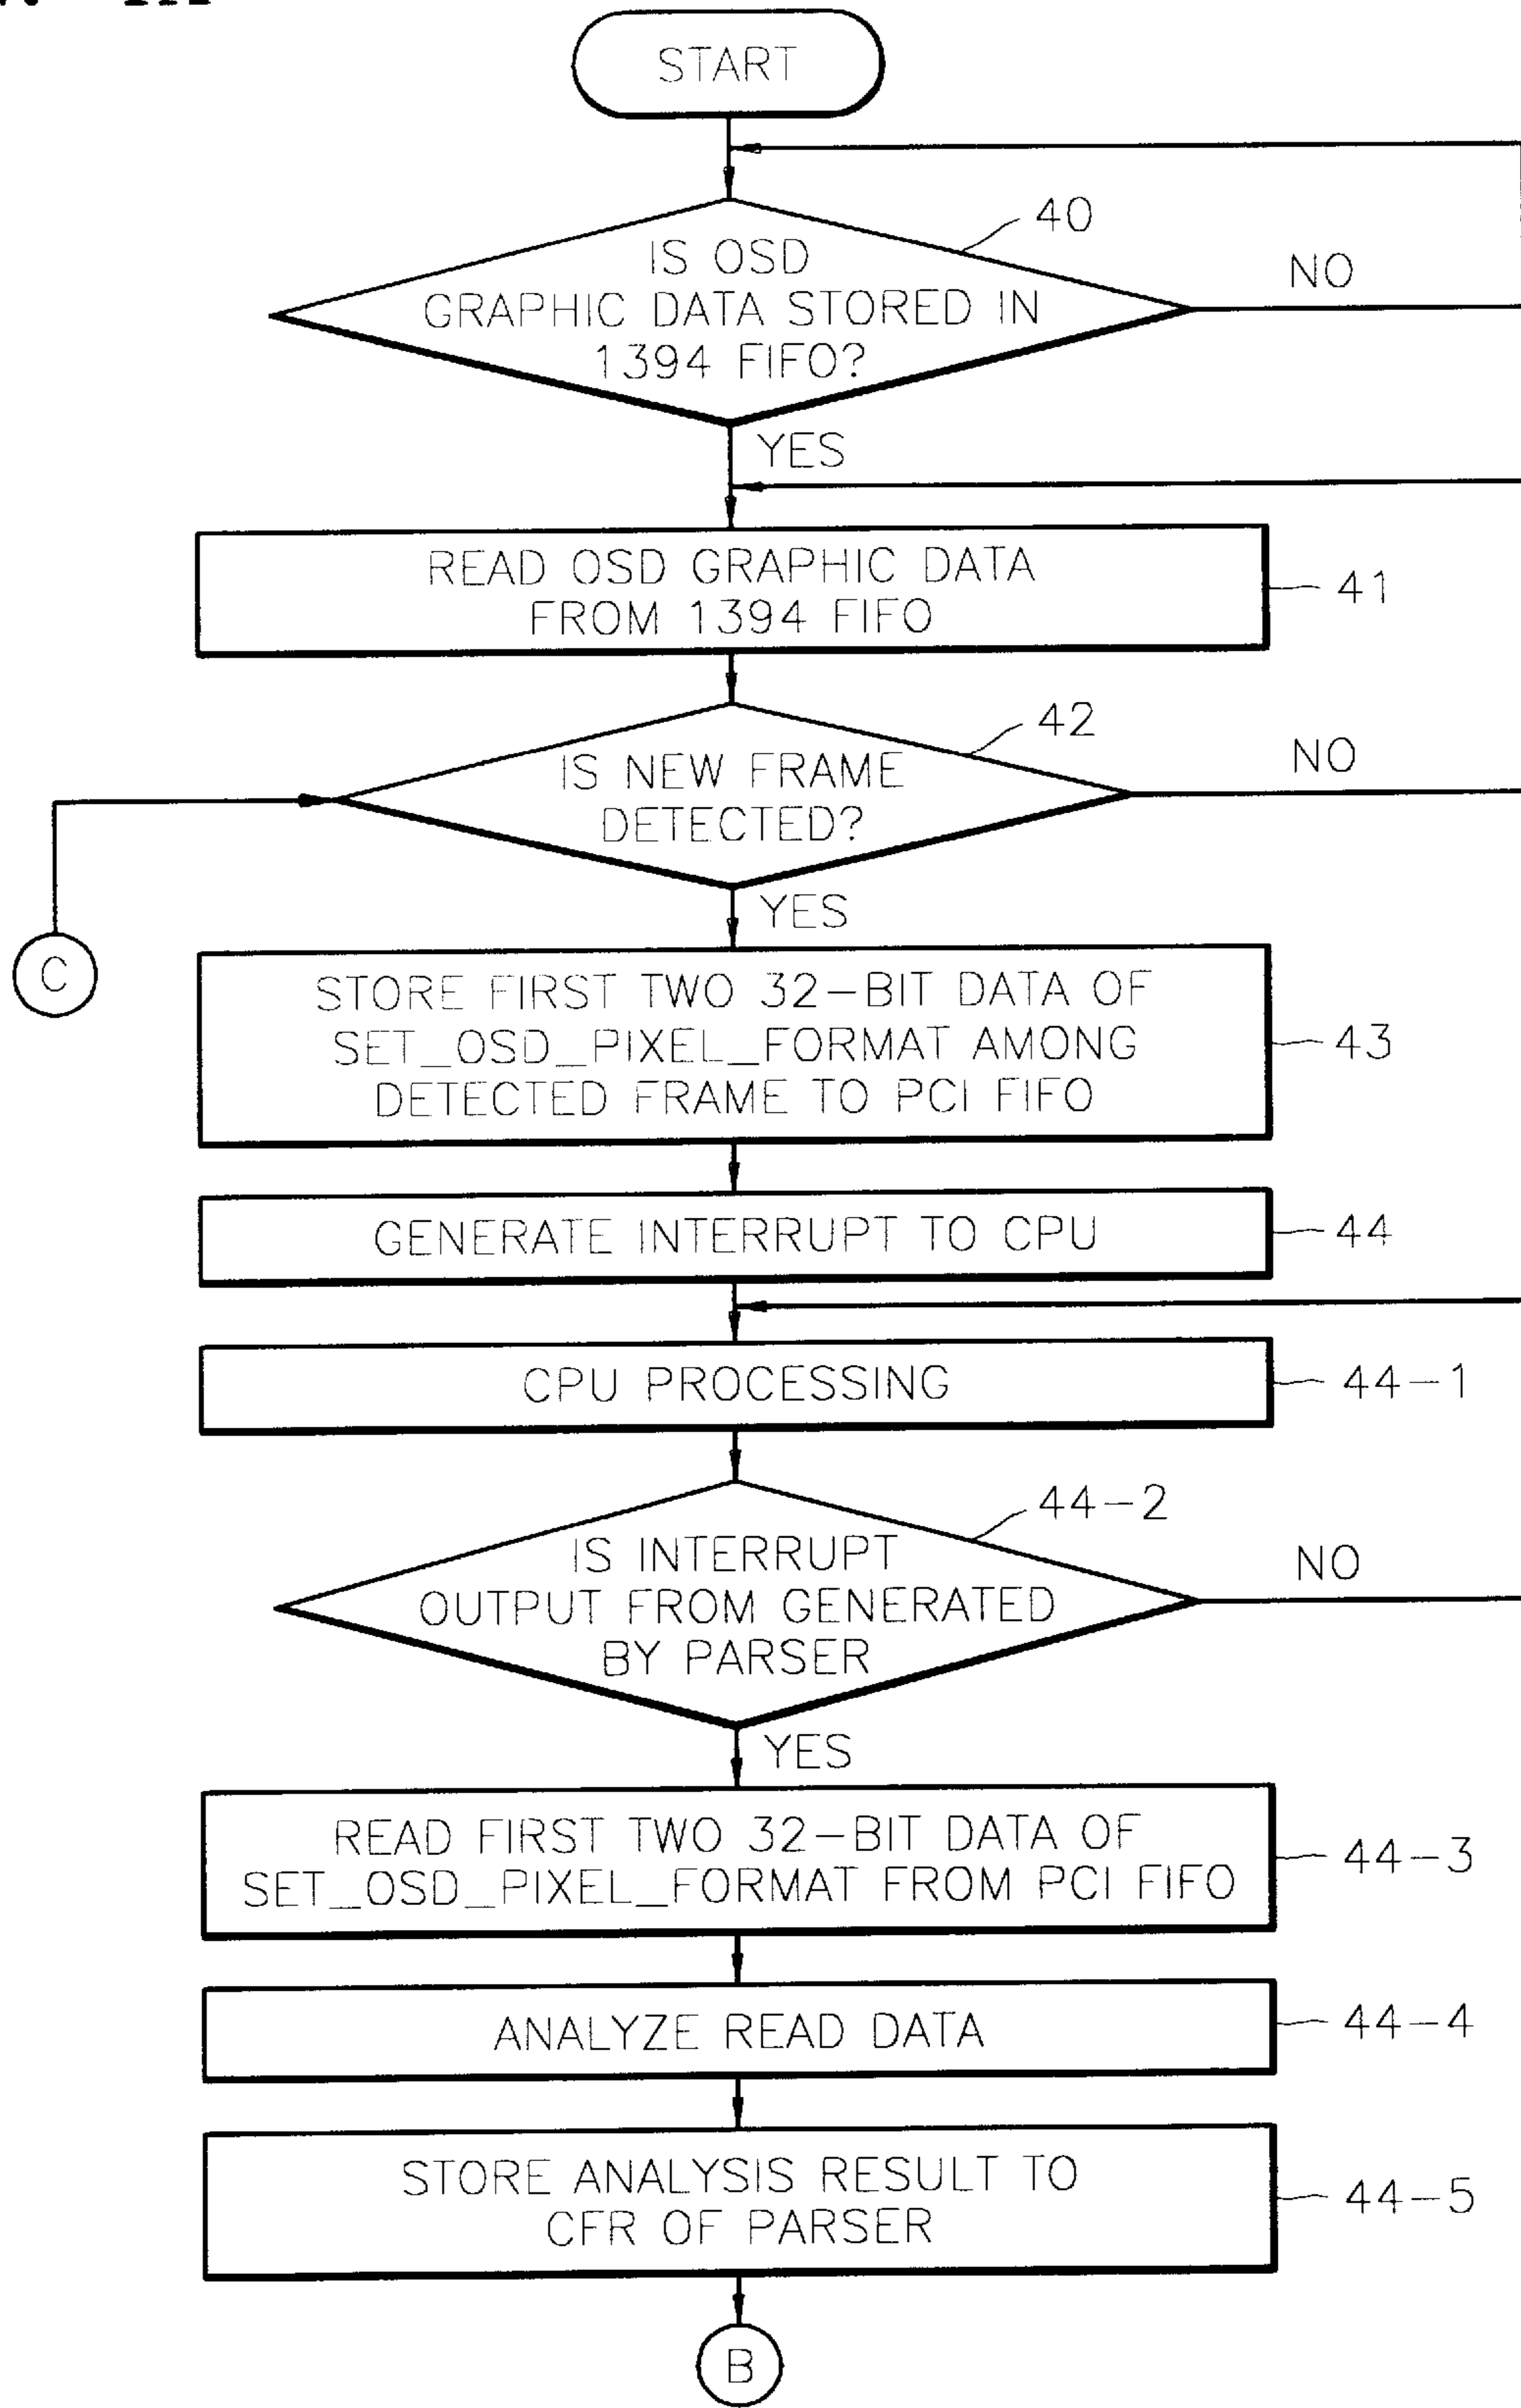 START
40
IS OSD
GRAPHIC DATA STORED IN
1394 FIFO?
NO
YES
READ OSD GRAPHIC DATA
FROM 1394 FIFO
41
42
IS NEW FRAME
DETECTED?
NO
YES
C
STORE FIRST TWO 32-BIT DATA OF
SET_OSD_PIXEL_FORMAT AMONG
DETECTED FRAME TO PCI FIFO
43
GENERATE INTERRUPT TO CPU
44
CPU PROCESSING
44-1
44-2
IS INTERRUPT
OUTPUT FROM GENERATED
BY PARSER
NO
YES
READ FIRST TWO 32-BIT DATA OF
SET_OSD_PIXEL_FORMAT FROM PCI FIFO
44-3
ANALYZE READ DATA
44-4
STORE ANALYSIS RESULT TO
CFR OF PARSER
44-5
B